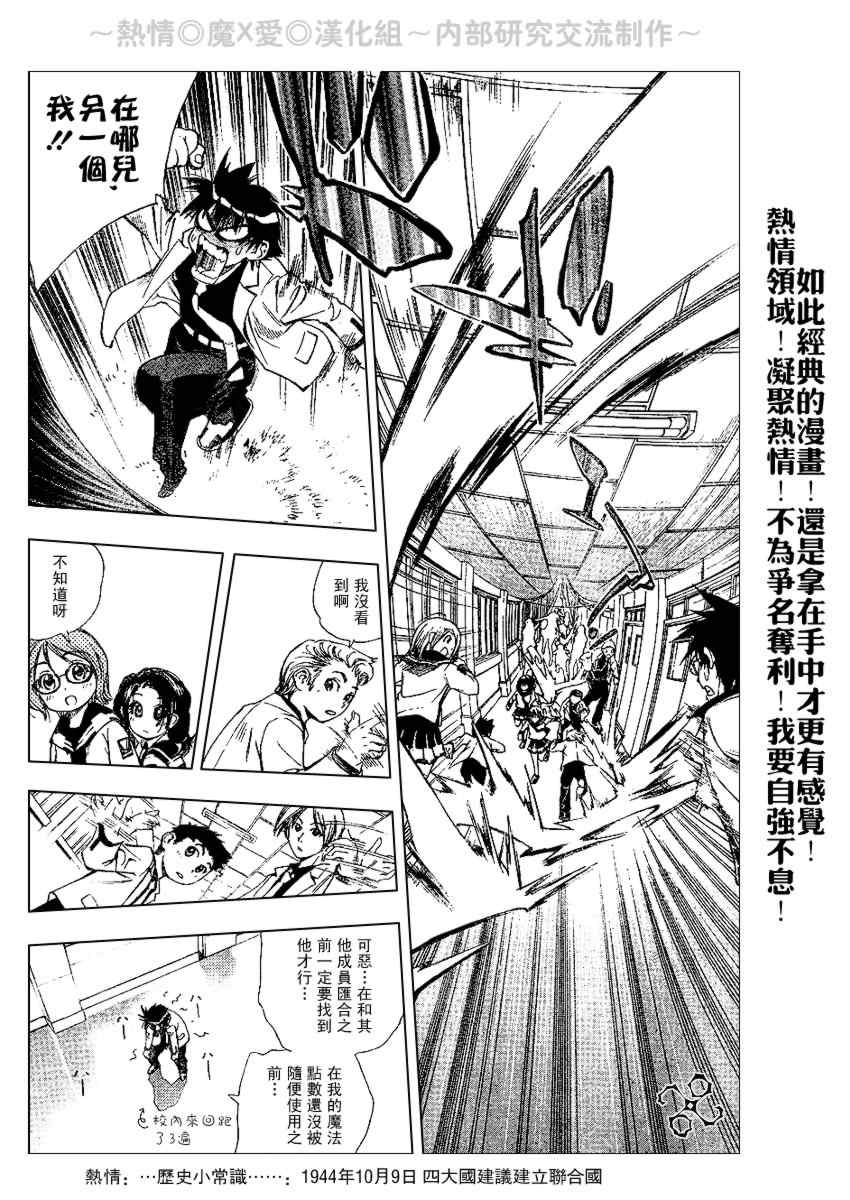 ～熱情◎魔X愛◎漢化組～内部研究交流制作～
如此經典的漫畫！還是拿在手中才更有感覺！
熱情領域！凝聚熱情！不為爭名奪利！我要自強不息！
在哪兒，
另一個
我！！
我沒看
到啊
不知道呀
可惡…在和其
他成員匯合之
前一定要找到
他才行…
在我的魔法
點數還沒被
隨便使用之
前…
校內來回跑
33遍
熱情：…歷史小常識……：1944年10月9日 四大國建議建立聯合國